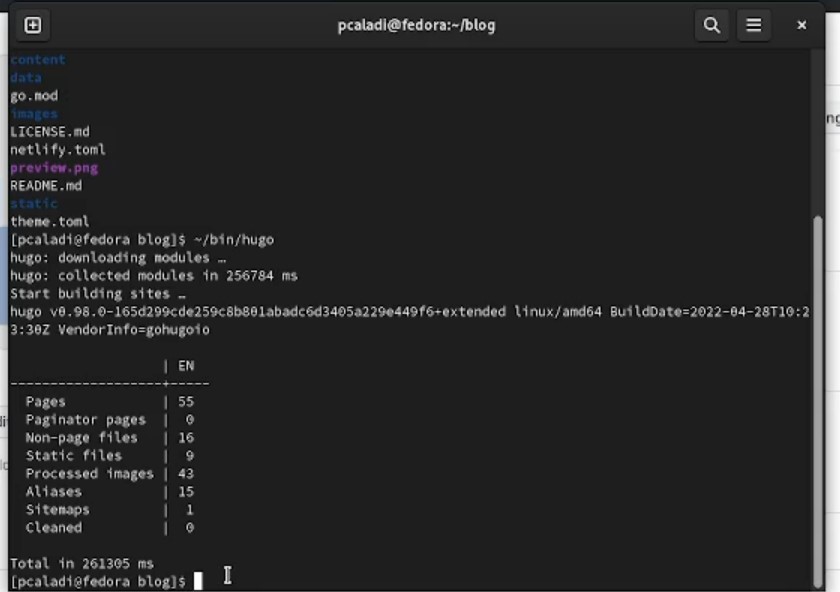 pcaladi@fedora:~/blog
content
data
go.mod
images
LICENSE.md
netlify.toml
preview.png
README.md
static
theme.toml
[pcaladi@fedora blog]$ ~/bin/hugo
hugo: downloading modules …
hugo: collected modules in 256784 ms
Start building sites …
hugo v0.98.0-165d299cde259c8b801abadc6d3405a229e449f6+extended linux/amd64 BuildDate=2022-04-28T10:2
3:30Z VendorInfo=gohugoio
| EN
-------------------+-----
Pages | 55
Paginator pages | 0
Non-page files | 16
Static files | 9
Processed images | 43
Aliases | 15
Sitemaps | 1
Cleaned | 0
Total in 261305 ms
[pcaladi@fedora blog]$